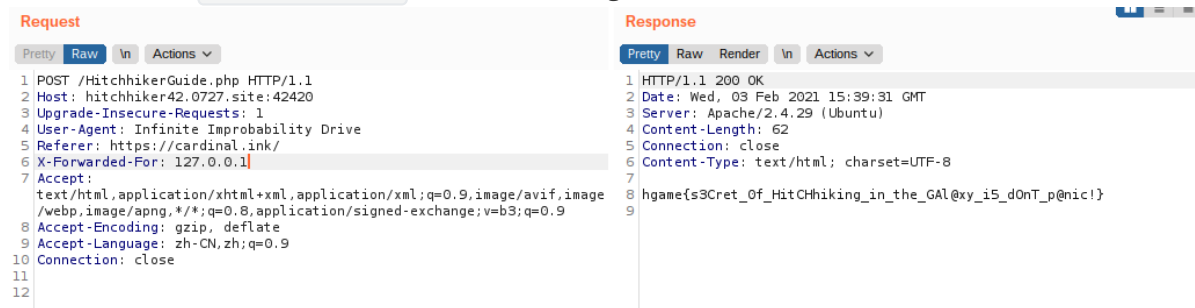 Request
Pretty Raw \n Actions
1 POST /HitchhikerGuide.php HTTP/1.1
2 Host: hitchhiker42.0727.site:42420
3 Upgrade-Insecure-Requests: 1
4 User-Agent: Infinite Improbability Drive
5 Referer: https://cardinal.ink/
6 X-Forwarded-For: 127.0.0.1
7 Accept:
text/html,application/xhtml+xml,application/xml;q=0.9,image/avif,image
/webp,image/apng,*/*;q=0.8,application/signed-exchange;v=b3;q=0.9
8 Accept-Encoding: gzip, deflate
9 Accept-Language: zh-CN,zh;q=0.9
10 Connection: close
11
12
Response
Pretty Raw Render \n Actions
1 HTTP/1.1 200 OK
2 Date: Wed, 03 Feb 2021 15:39:31 GMT
3 Server: Apache/2.4.29 (Ubuntu)
4 Content-Length: 62
5 Connection: close
6 Content-Type: text/html; charset=UTF-8
7
8 hgame{s3Cret_0f_HitCHhiking_in_the_GAl@xy_i5_dOnT_p@nic!}
9